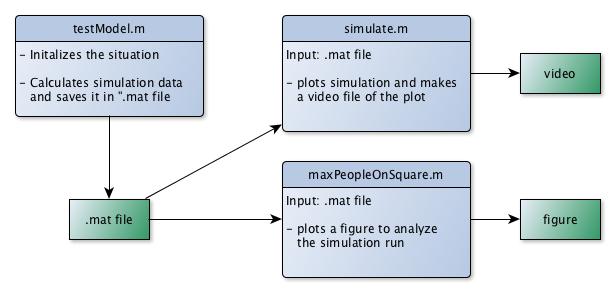 testModel.m
- Initalizes the situation
- Calculates simulation data
and saves it in ".mat file
.mat file
simulate.m
Input: .mat file
- plots simulation and makes
a video file of the plot
video
maxPeopleOnSquare.m
Input: .mat file
- plots a figure to analyze
the simulation run
figure